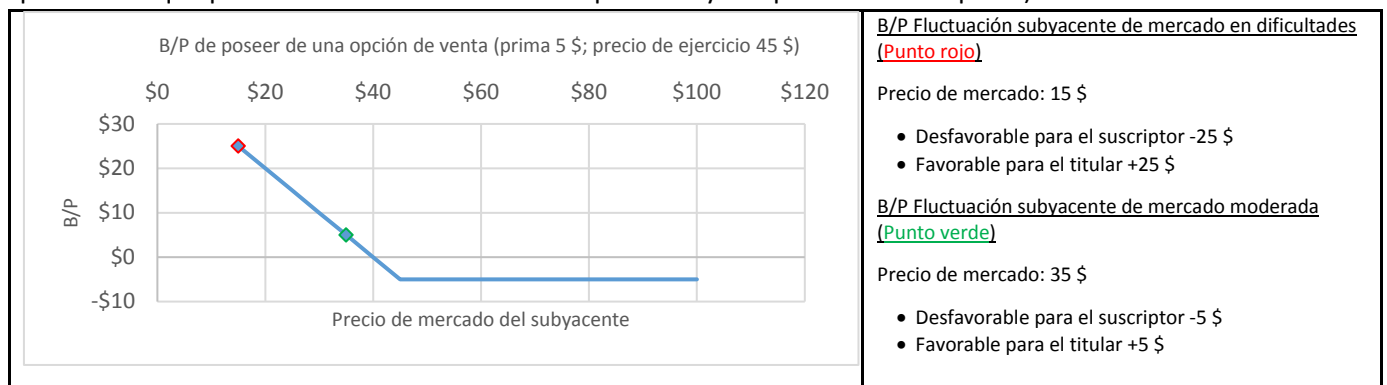 B/P de poseer de una opción de venta (prima 5 $; precio de ejercicio 45 $)
$0 $20 $40 $60 $80 $100 $120
$30
$20
$10
$0
-$10
B/P
Precio de mercado del subyacente
B/P Fluctuación subyacente de mercado en dificultades
(Punto rojo)
Precio de mercado: 15 $
• Desfavorable para el suscriptor -25 $
• Favorable para el titular +25 $
B/P Fluctuación subyacente de mercado moderada
(Punto verde)
Precio de mercado: 35 $
• Desfavorable para el suscriptor -5 $
• Favorable para el titular +5 $